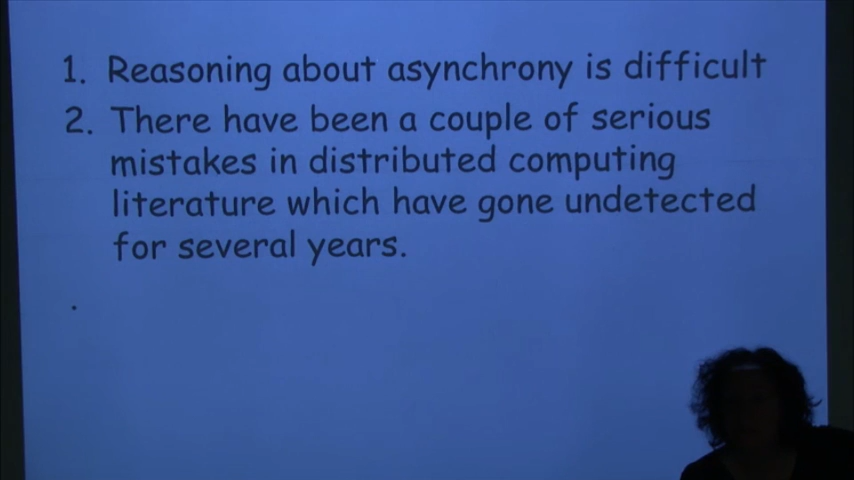 1. Reasoning about asynchrony is difficult
2. There have been a couple of serious
mistakes in distributed computing
literature which have gone undetected
for several years.